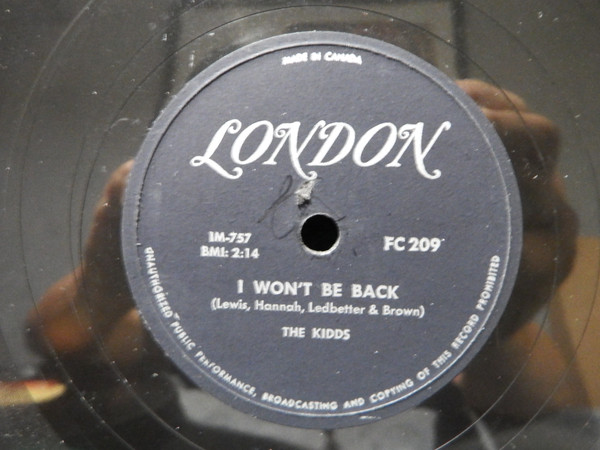 MADE IN CANADA
LONDON
IM-757
BMI: 2:14
FC 209
I WON'T BE BACK
(Lewis, Hannah, Ledbetter & Brown)
THE KIDDS
UNAUTHORISED PUBLIC PERFORMANCE, BROADCASTING AND COPYING OF THIS RECORD PROHIBITED